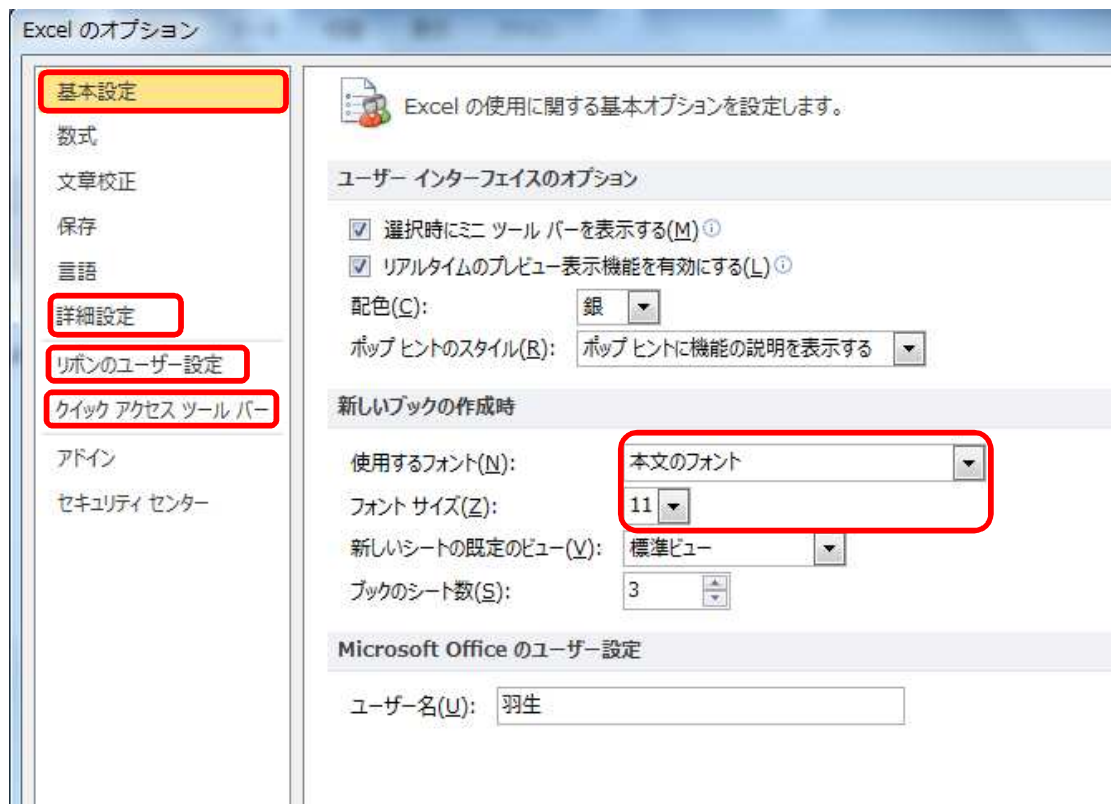 Excel のオプション
基本設定
数式
文章校正
保存
言語
詳細設定
リボンのユーザー設定
クイック アクセス ツール バー
アドイン
セキュリティ センター
Excel の使用に関する基本オプションを設定します。
ユーザー インターフェイスのオプション
選択時にミニ ツール バーを表示する(M)
リアルタイムのプレビュー表示機能を有効にする(L)
配色(C): 銀
ポップ ヒントのスタイル(R): ポップ ヒントに機能の説明を表示する
新しいブックの作成時
使用するフォント(N): 本文のフォント
フォント サイズ(Z): 11
新しいシートの既定のビュー(V): 標準ビュー
ブックのシート数(S): 3
Microsoft Office のユーザー設定
ユーザー名(U): 羽生